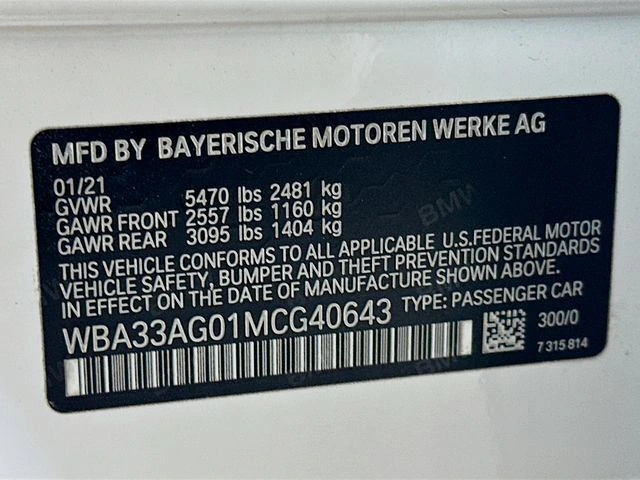 MFD BY BAYERISCHE MOTOREN WERKE AG
01/21
GVWR 5470 lbs 2481 kg
GAWR FRONT 2557 lbs 1160 kg
GAWR REAR 3095 lbs 1404 kg
THIS VEHICLE CONFORMS TO ALL APPLICABLE U.S.FEDERAL MOTOR
VEHICLE SAFETY, BUMPER AND THEFT PREVENTION STANDARDS
IN EFFECT ON THE DATE OF MANUFACTURE SHOWN ABOVE.
WBA33AG01MCG40643 TYPE: PASSENGER CAR
300/0
7 315 814
BMW